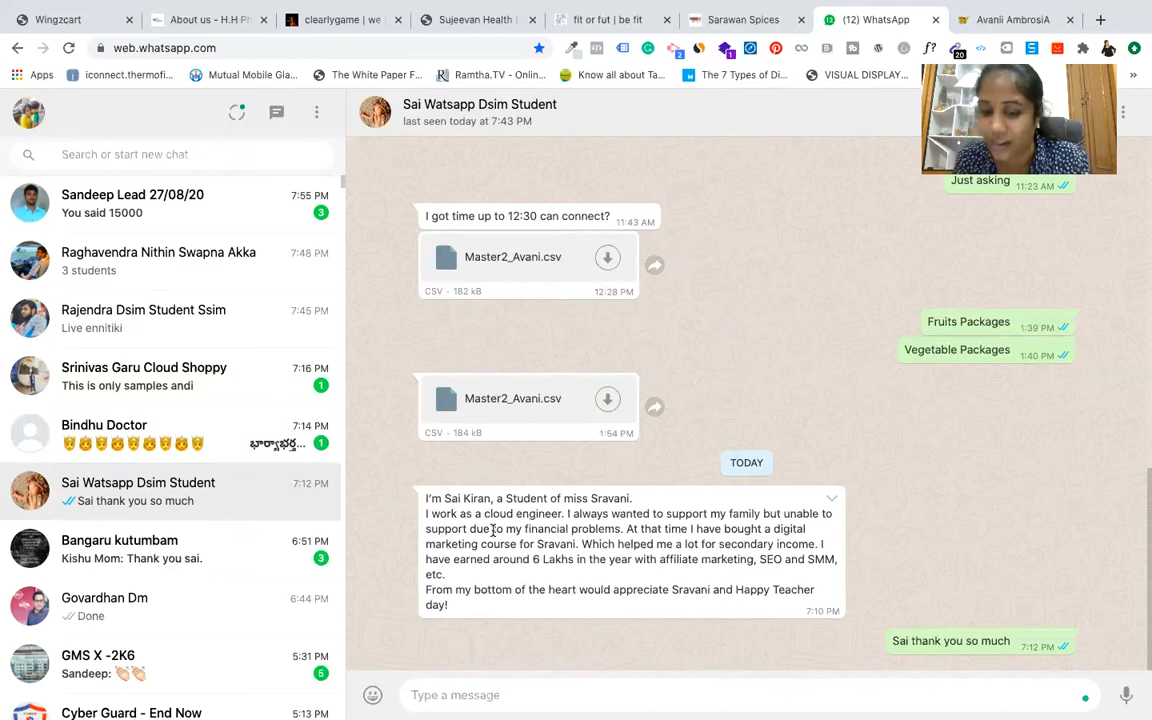 Wingzcart
About us - H.H Ph
clearlygame | we
Sujeevan Health
fit or fut | be fit
Sarawan Spices
(12) WhatsApp
Avanii AmbrosiA
web.whatsapp.com
20
Apps
iconnect.thermofi...
Mutual Mobile Gla...
The White Paper F...
Ramtha.TV - Onlin...
Know all about Ta...
The 7 Types of Di...
VISUAL DISPLAY...
Sai Watsapp Dsim Student
last seen today at 7:43 PM
Search or start new chat
Sandeep Lead 27/08/20
7:55 PM
You said 15000
3
Raghavendra Nithin Swapna Akka
7:48 PM
3 students
Rajendra Dsim Student Ssim
7:45 PM
Live ennitiki
Srinivas Garu Cloud Shoppy
7:16 PM
This is only samples andi
1
Bindhu Doctor
7:14 PM
1
Sai Watsapp Dsim Student
7:12 PM
Sai thank you so much
Bangaru kutumbam
6:51 PM
Kishu Mom: Thank you sai.
3
Govardhan Dm
6:44 PM
Done
GMS X -2K6
5:31 PM
Sandeep:
5
Cyber Guard - End Now
5:13 PM
Just asking
11:23 AM
I got time up to 12:30 can connect?
11:43 AM
Master2_Avani.csv
CSV • 182 kB
12:28 PM
Fruits Packages
1:39 PM
Vegetable Packages
1:40 PM
Master2_Avani.csv
CSV • 184 kB
1:54 PM
TODAY
I'm Sai Kiran, a Student of miss Sravani.
I work as a cloud engineer. I always wanted to support my family but unable to
support due to my financial problems. At that time I have bought a digital
marketing course for Sravani. Which helped me a lot for secondary income. I
have earned around 6 Lakhs in the year with affiliate marketing, SEO and SMM,
etc.
From my bottom of the heart would appreciate Sravani and Happy Teacher
day!
7:10 PM
Sai thank you so much
7:12 PM
Type a message